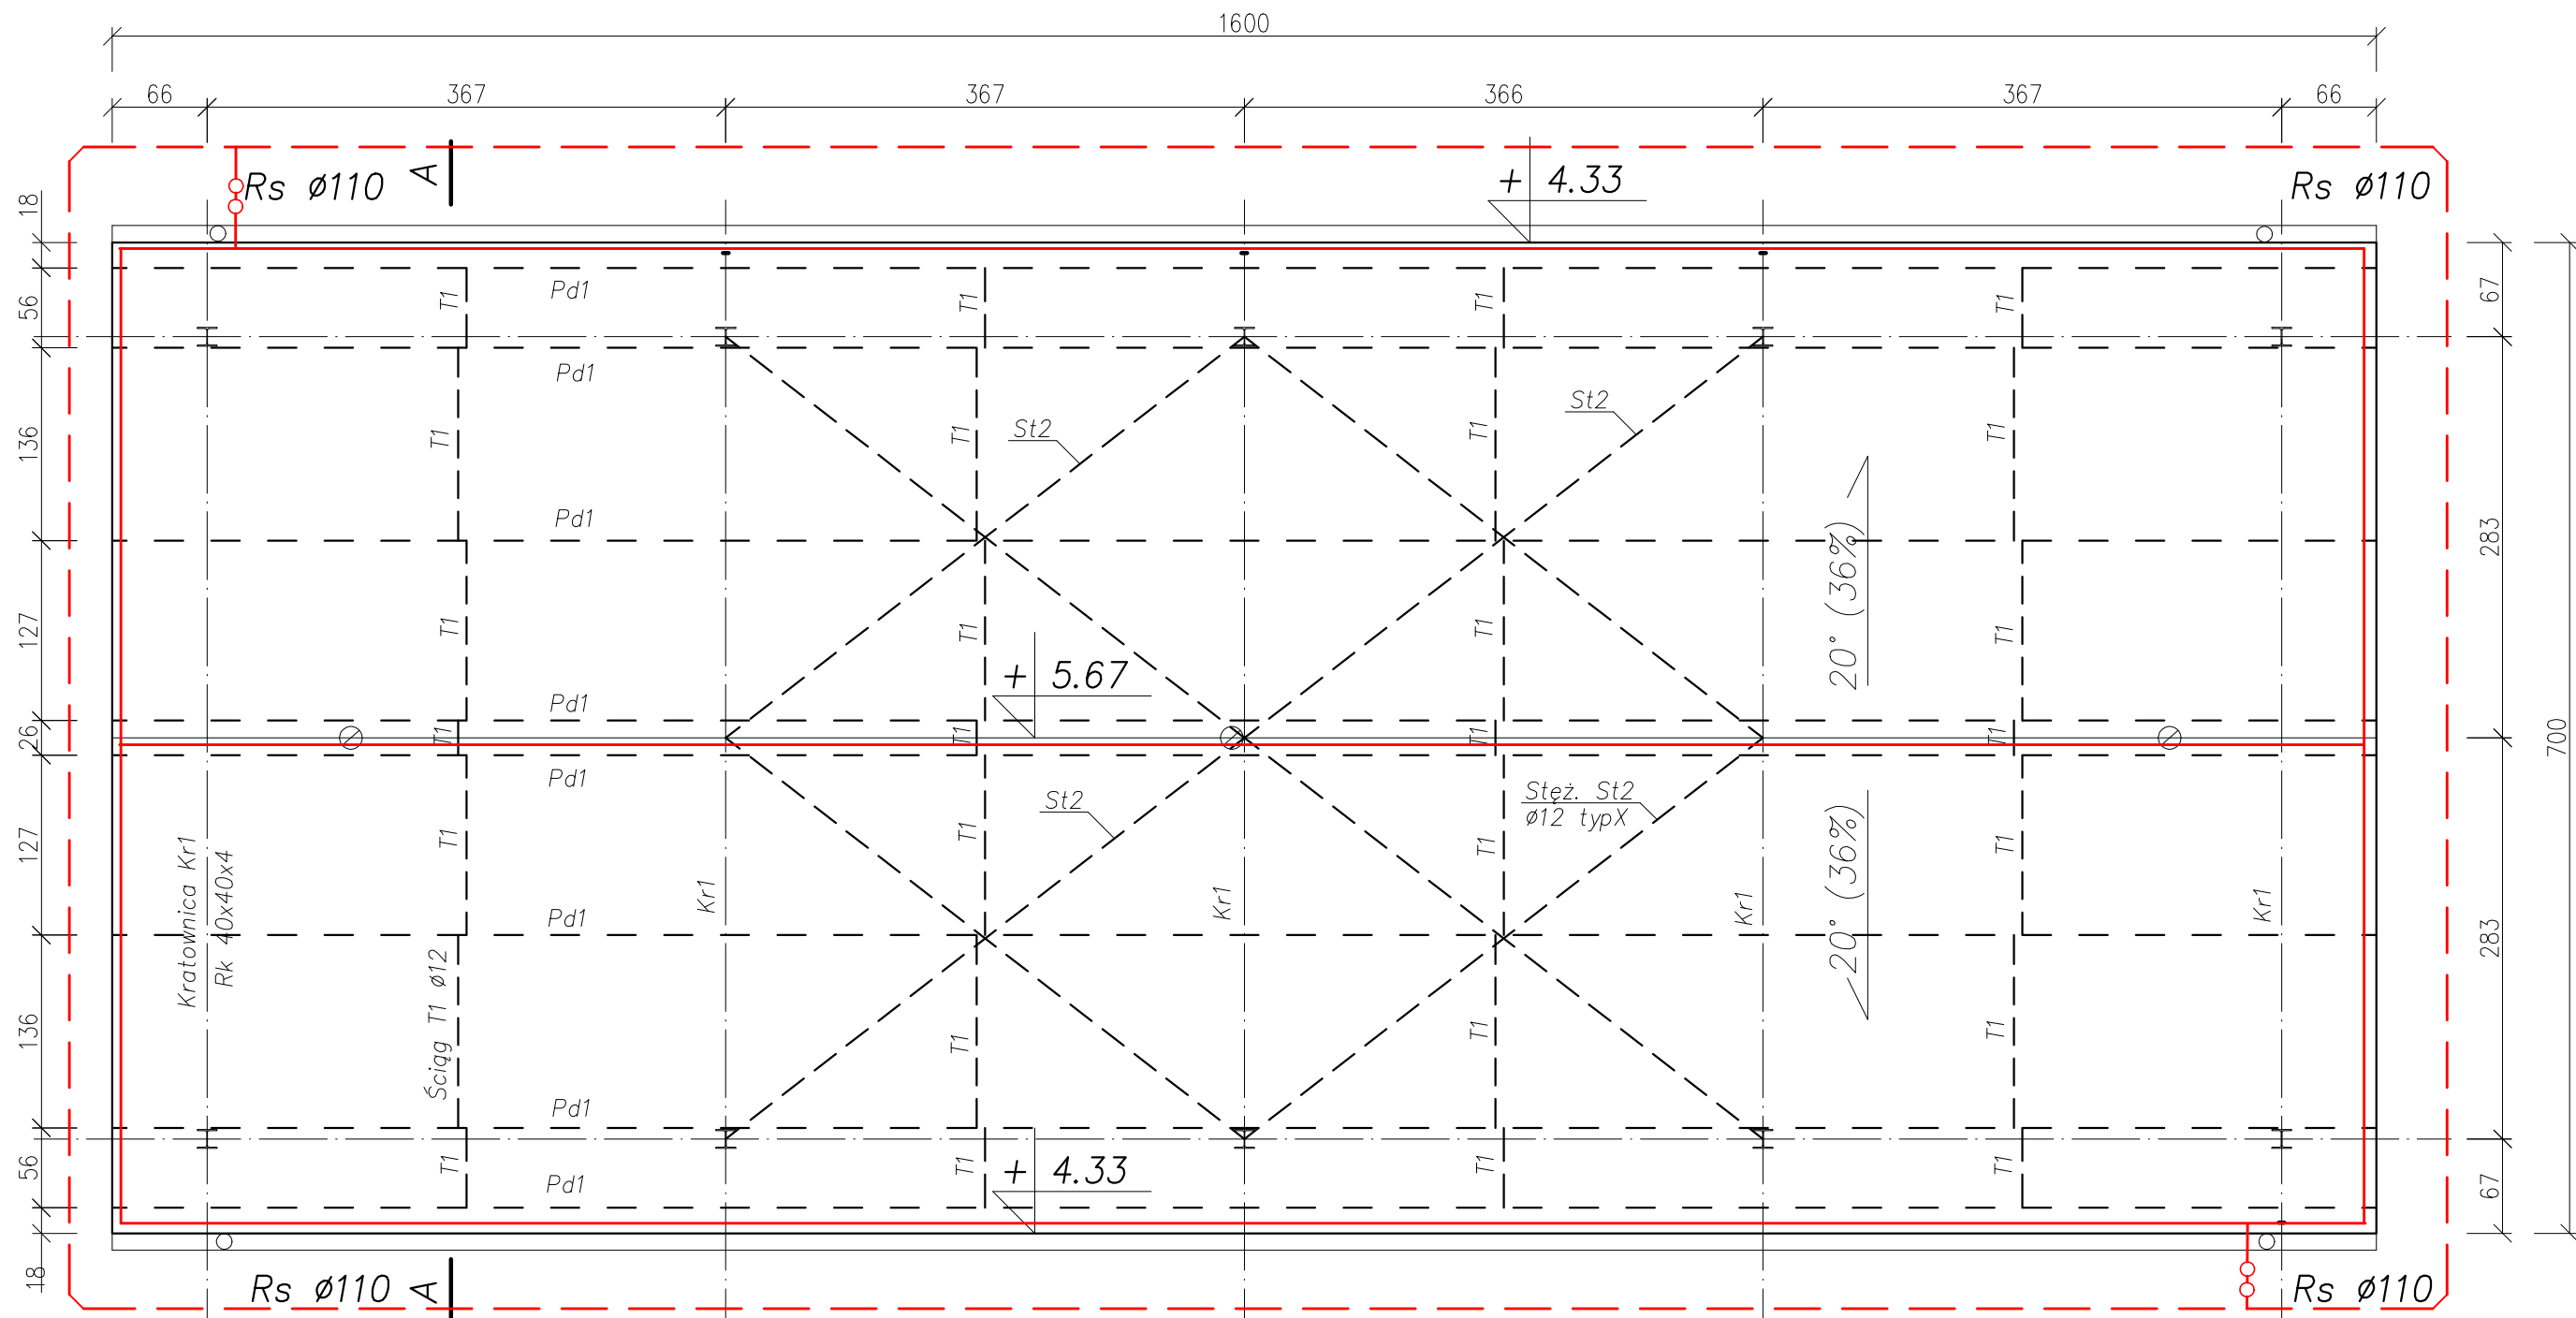 1600
66 367 367 366 367 66
Rs ø110 A + 4.33 Rs ø110
18
56
136
127
26
127
136
56
18
67
283
283
67
700
T1 Pd1 T1 T1 T1
Pd1
St2 St2
T1 T1 T1 T1
Pd1
20° (36%)
T1 T1 T1 T1
+ 5.67
Pd1
T1 T1 T1 T1
Pd1
St2 Stęż. St2
ø12 typX
T1 T1 T1 T1
20° (36%)
Kratownica Kr1
Rk 40x40x4
Kr1 Kr1 Kr1 Kr1
Pd1
Ściąg T1 ø12
T1 T1 T1
Pd1
T1 T1 T1 T1
+ 4.33
Pd1
Rs ø110 A Rs ø110